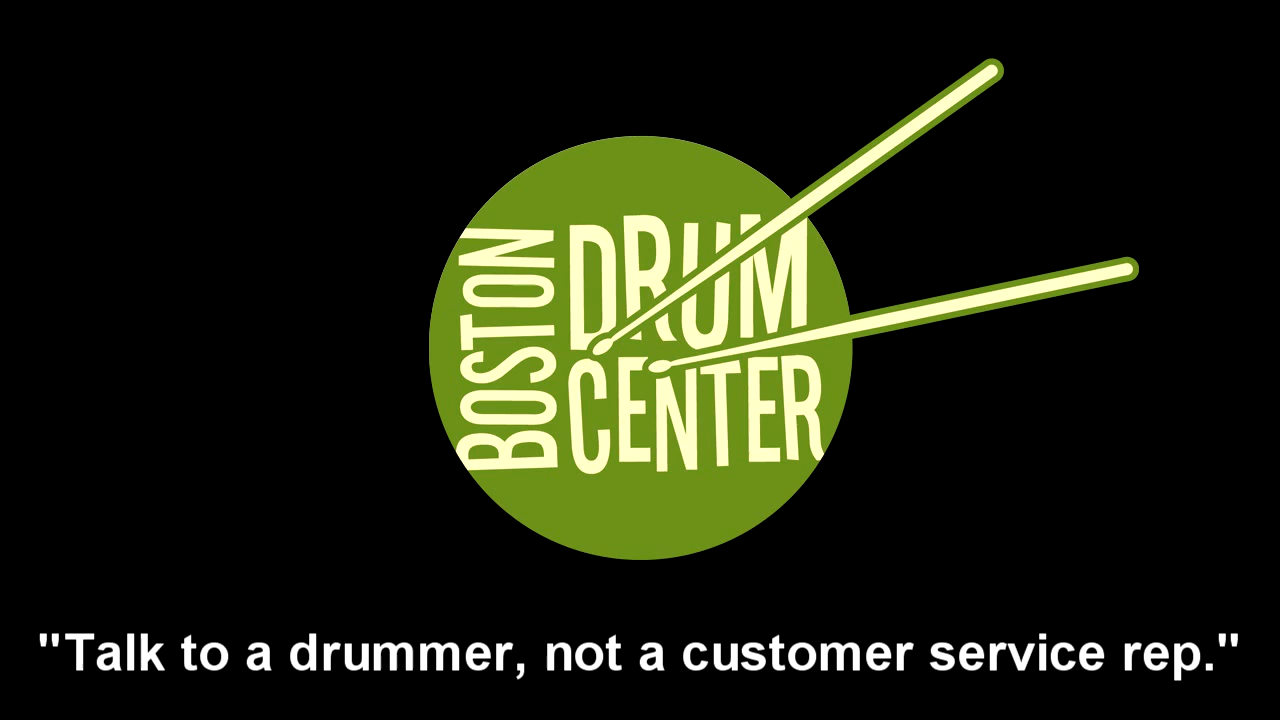 BOSTON
DRUM
CENTER
"Talk to a drummer, not a customer service rep."